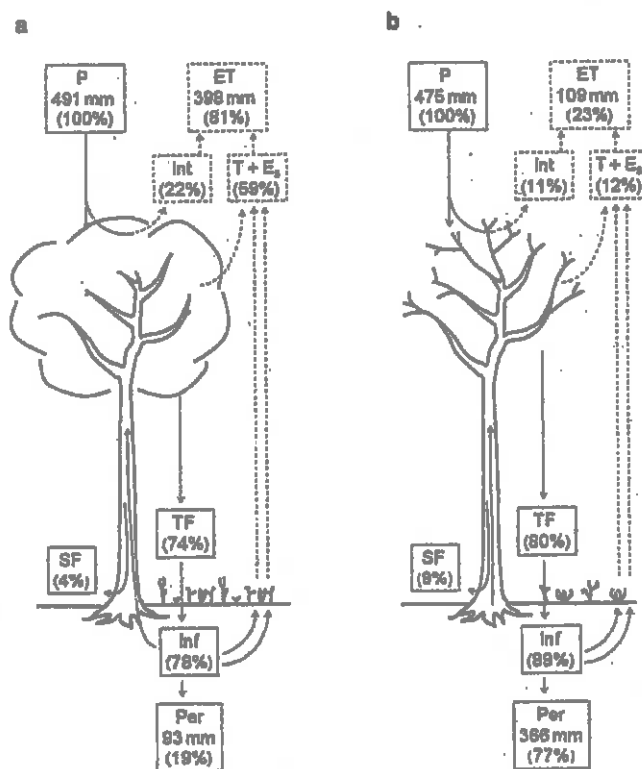 a
P
491 mm
(100%)
ET
398 mm
(81%)
Int
(22%)
T + Es
(59%)
TF
(74%)
SF
(4%)
Inf
(78%)
Per
93 mm
(19%)
b
P
475 mm
(100%)
ET
109 mm
(23%)
Int
(11%)
T + Es
(12%)
TF
(80%)
SF
(9%)
Inf
(89%)
Per
366 mm
(77%)